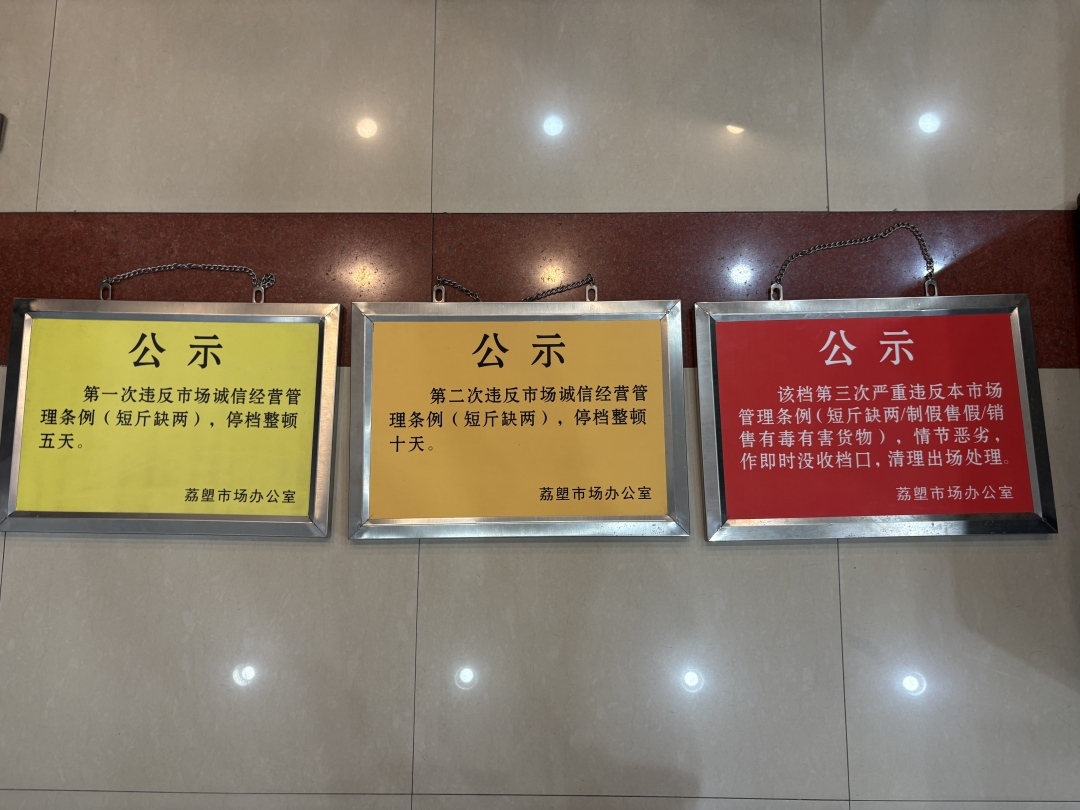 公示
第一次违反市场诚信经营管
理条例（短斤缺两），停档整顿
五天。
荔塱市场办公室
公示
第二次违反市场诚信经营管
理条例（短斤缺两），停档整顿
十天。
荔塱市场办公室
公示
该档第三次严重违反本市场
管理条例（短斤缺两/制假售假/销
售有毒有害货物），情节恶劣，
作即时没收档口，清理出场处理。
荔塱市场办公室